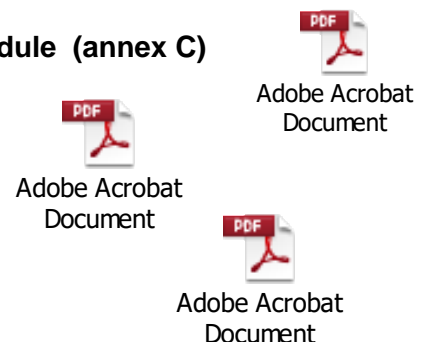 dule (annex C)
PDF
Adobe Acrobat
Document
PDF
Adobe Acrobat
Document
PDF
Adobe Acrobat
Document